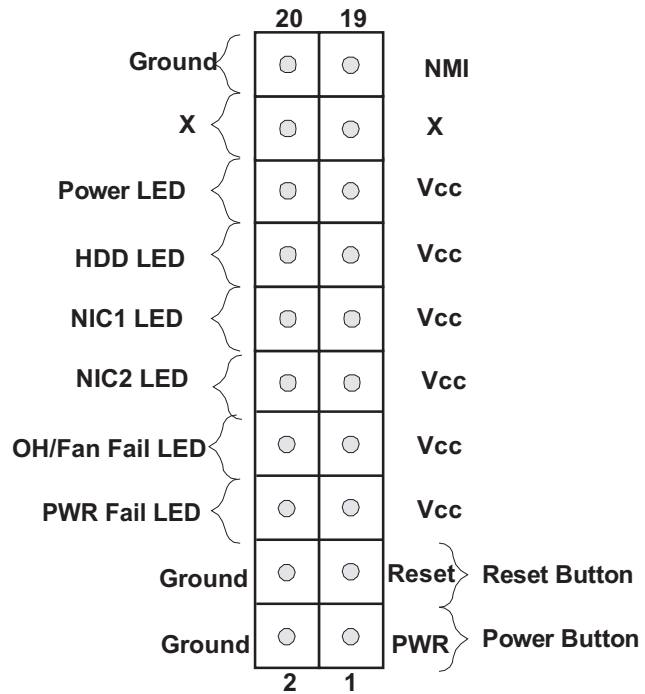 20 19
Ground NMI
X X
Power LED Vcc
HDD LED Vcc
NIC1 LED Vcc
NIC2 LED Vcc
OH/Fan Fail LED Vcc
PWR Fail LED Vcc
Ground Reset Reset Button
Ground PWR Power Button
2 1